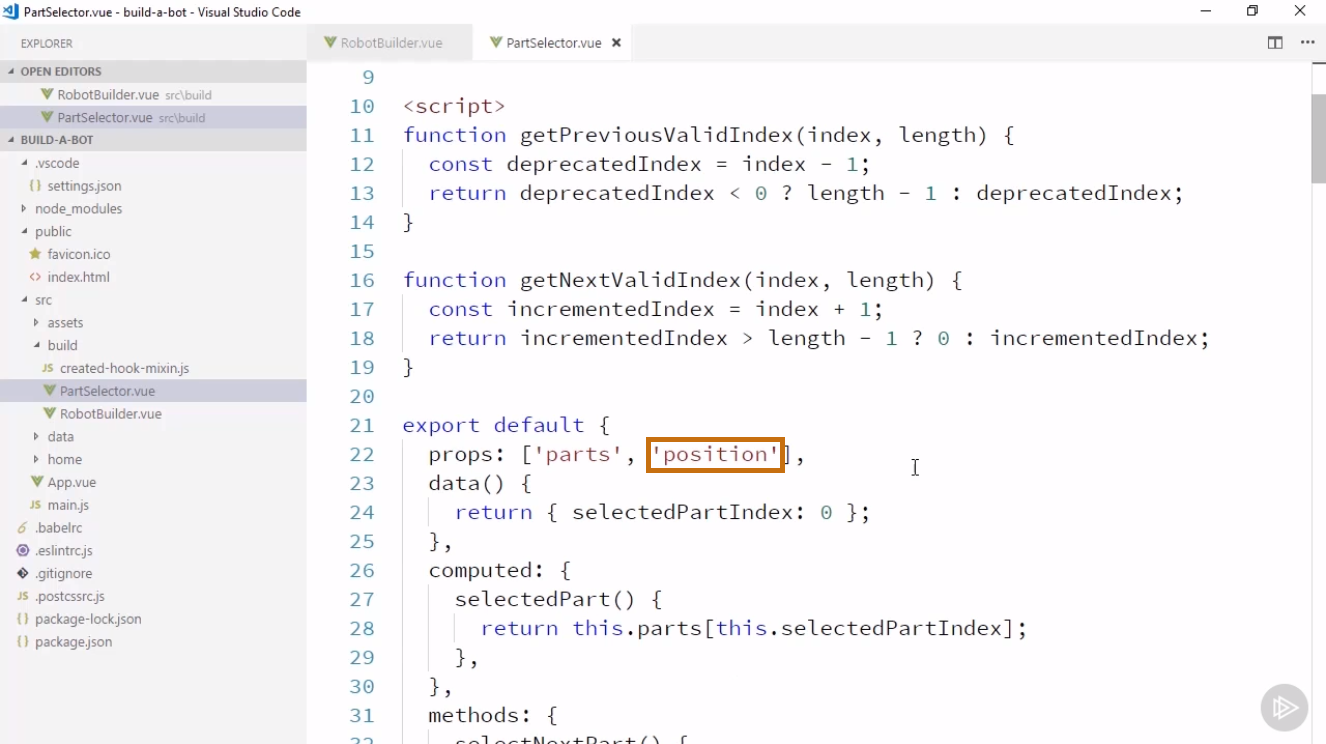 PartSelector.vue - build-a-bot - Visual Studio Code
EXPLORER
OPEN EDITORS
RobotBuilder.vue src\build
PartSelector.vue src\build
BUILD-A-BOT
.vscode
{} settings.json
node_modules
public
favicon.ico
<> index.html
src
assets
build
JS created-hook-mixin.js
PartSelector.vue
RobotBuilder.vue
data
home
App.vue
JS main.js
.babelrc
.eslintrc.js
.gitignore
JS .postcssrc.js
{} package-lock.json
{} package.json
RobotBuilder.vue PartSelector.vue
9
10 <script>
11 function getPreviousValidIndex(index, length) {
12 const deprecatedIndex = index - 1;
13 return deprecatedIndex < 0 ? length - 1 : deprecatedIndex;
14 }
15
16 function getNextValidIndex(index, length) {
17 const incrementedIndex = index + 1;
18 return incrementedIndex > length - 1 ? 0 : incrementedIndex;
19 }
20
21 export default {
22 props: ['parts', 'position'],
23 data() {
24 return { selectedPartIndex: 0 };
25 },
26 computed: {
27 selectedPart() {
28 return this.parts[this.selectedPartIndex];
29 },
30 },
31 methods: {
32 selectNextPart() {